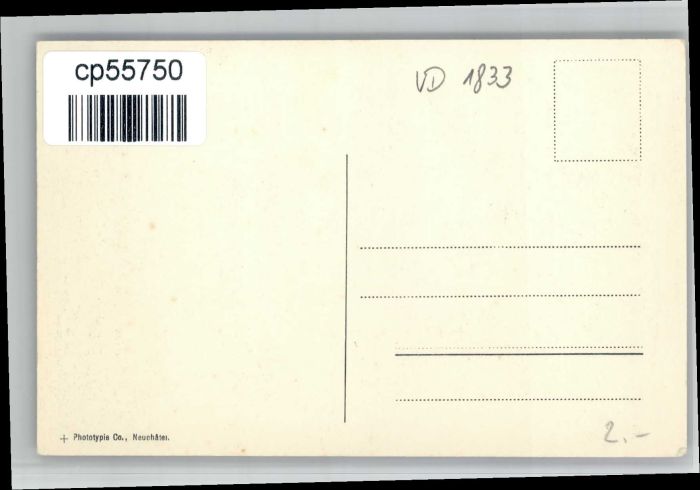 cp55750
VD 1833
Phototypie Co., Neuchâtel.
2.-